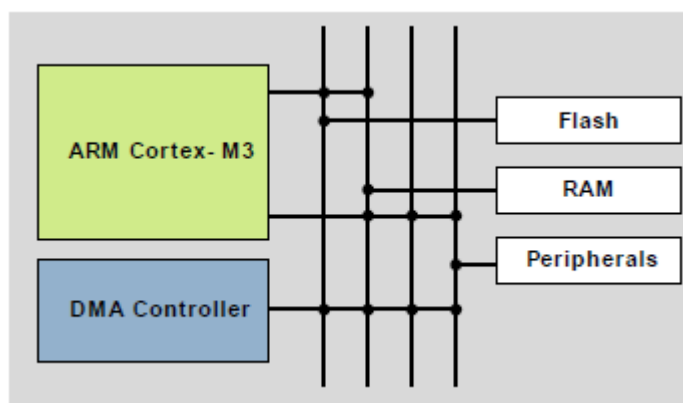 ARM Cortex- M3
DMA Controller
Flash
RAM
Peripherals